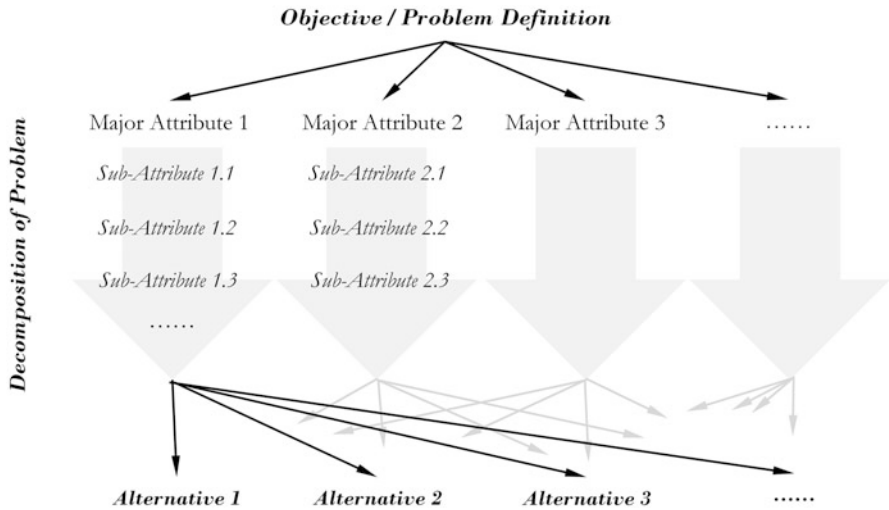 Objective / Problem Definition
Decomposition of Problem
Major Attribute 1
Major Attribute 2
Major Attribute 3
......
Sub-Attribute 1.1
Sub-Attribute 2.1
Sub-Attribute 1.2
Sub-Attribute 2.2
Sub-Attribute 1.3
Sub-Attribute 2.3
......
Alternative 1
Alternative 2
Alternative 3
......